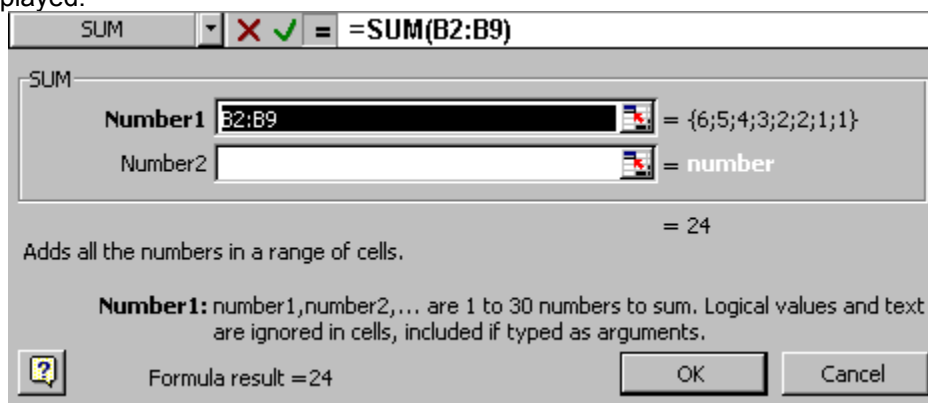 played.
SUM = =SUM(B2:B9)
SUM
Number1 B2:B9 = {6;5;4;3;2;2;1;1}
Number2 = number
= 24
Adds all the numbers in a range of cells.
Number1: number1,number2,... are 1 to 30 numbers to sum. Logical values and text
are ignored in cells, included if typed as arguments.
? Formula result =24 OK Cancel